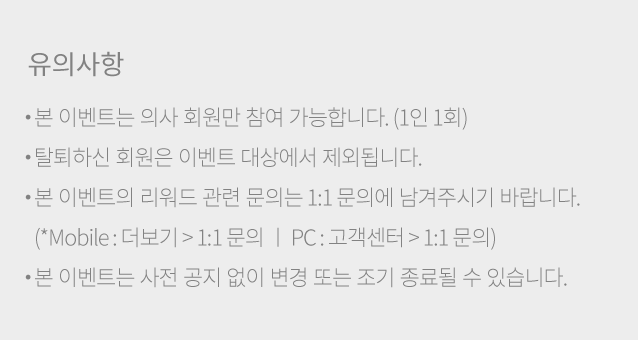 유의사항
• 본 이벤트는 의사 회원만 참여 가능합니다. (1인 1회)
• 탈퇴하신 회원은 이벤트 대상에서 제외됩니다.
• 본 이벤트의 리워드 관련 문의는 1:1 문의에 남겨주시기 바랍니다.
(*Mobile : 더보기 > 1:1 문의 ㅣ PC : 고객센터 > 1:1 문의)
• 본 이벤트는 사전 공지 없이 변경 또는 조기 종료될 수 있습니다.